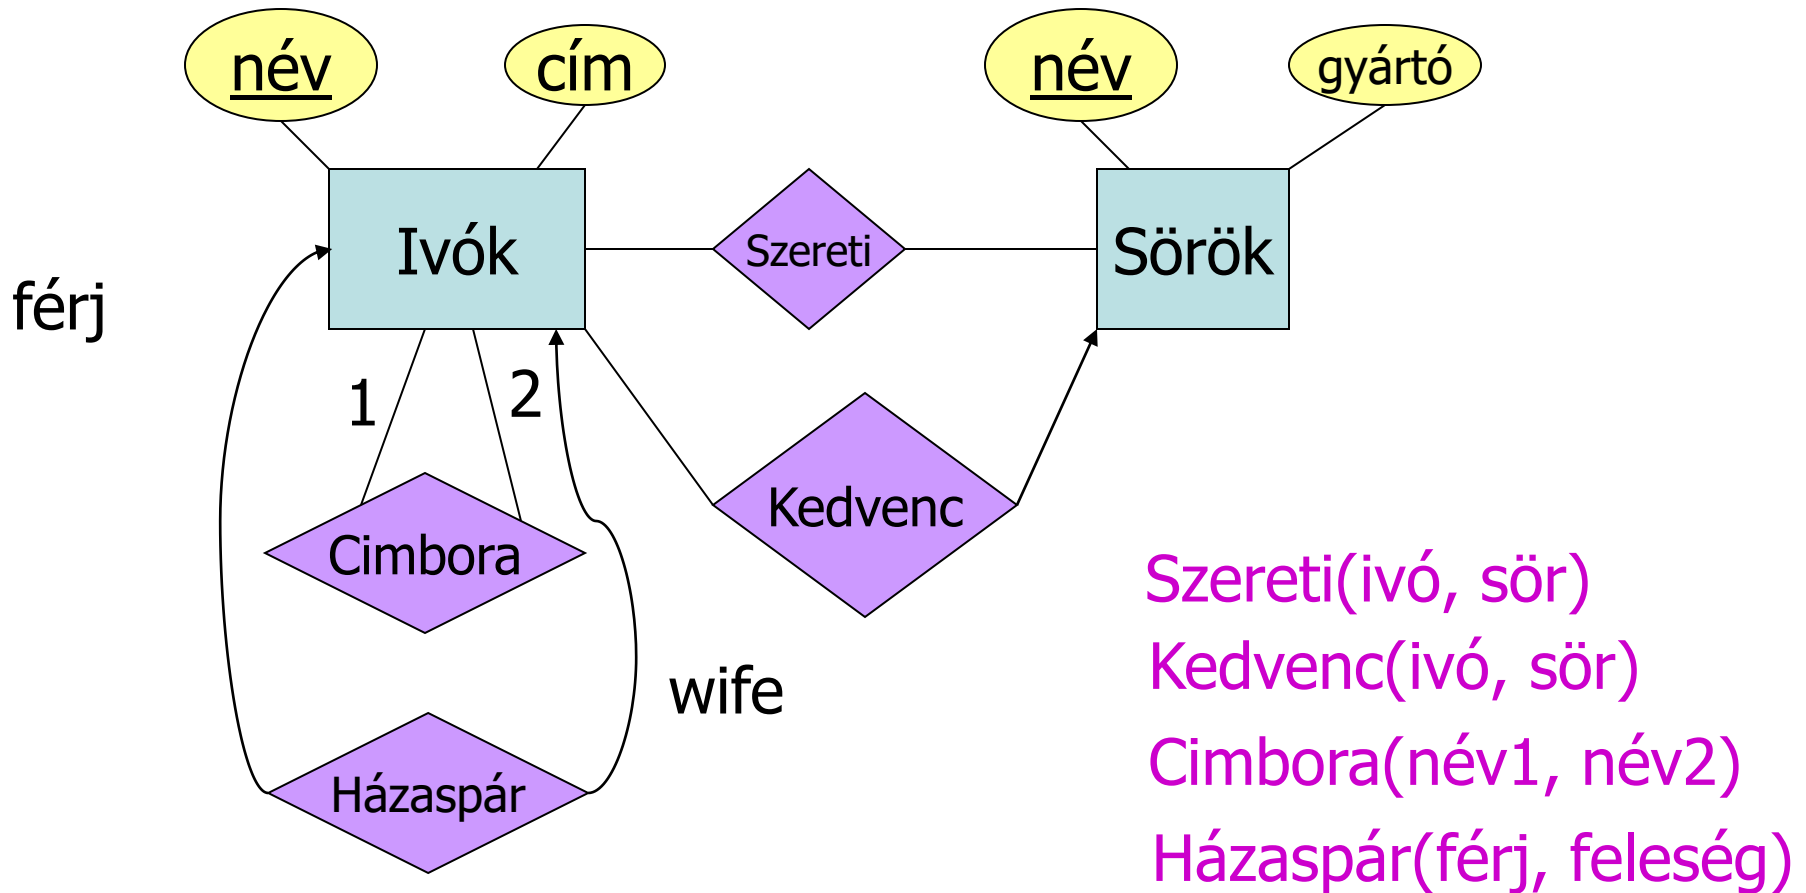 név
cím
név
gyártó
Ivók
Szereti
Sörök
férj
1
2
Cimbora
Kedvenc
wife
Házaspár
Szereti(ivó, sör)
Kedvenc(ivó, sör)
Cimbora(név1, név2)
Házaspár(férj, feleség)